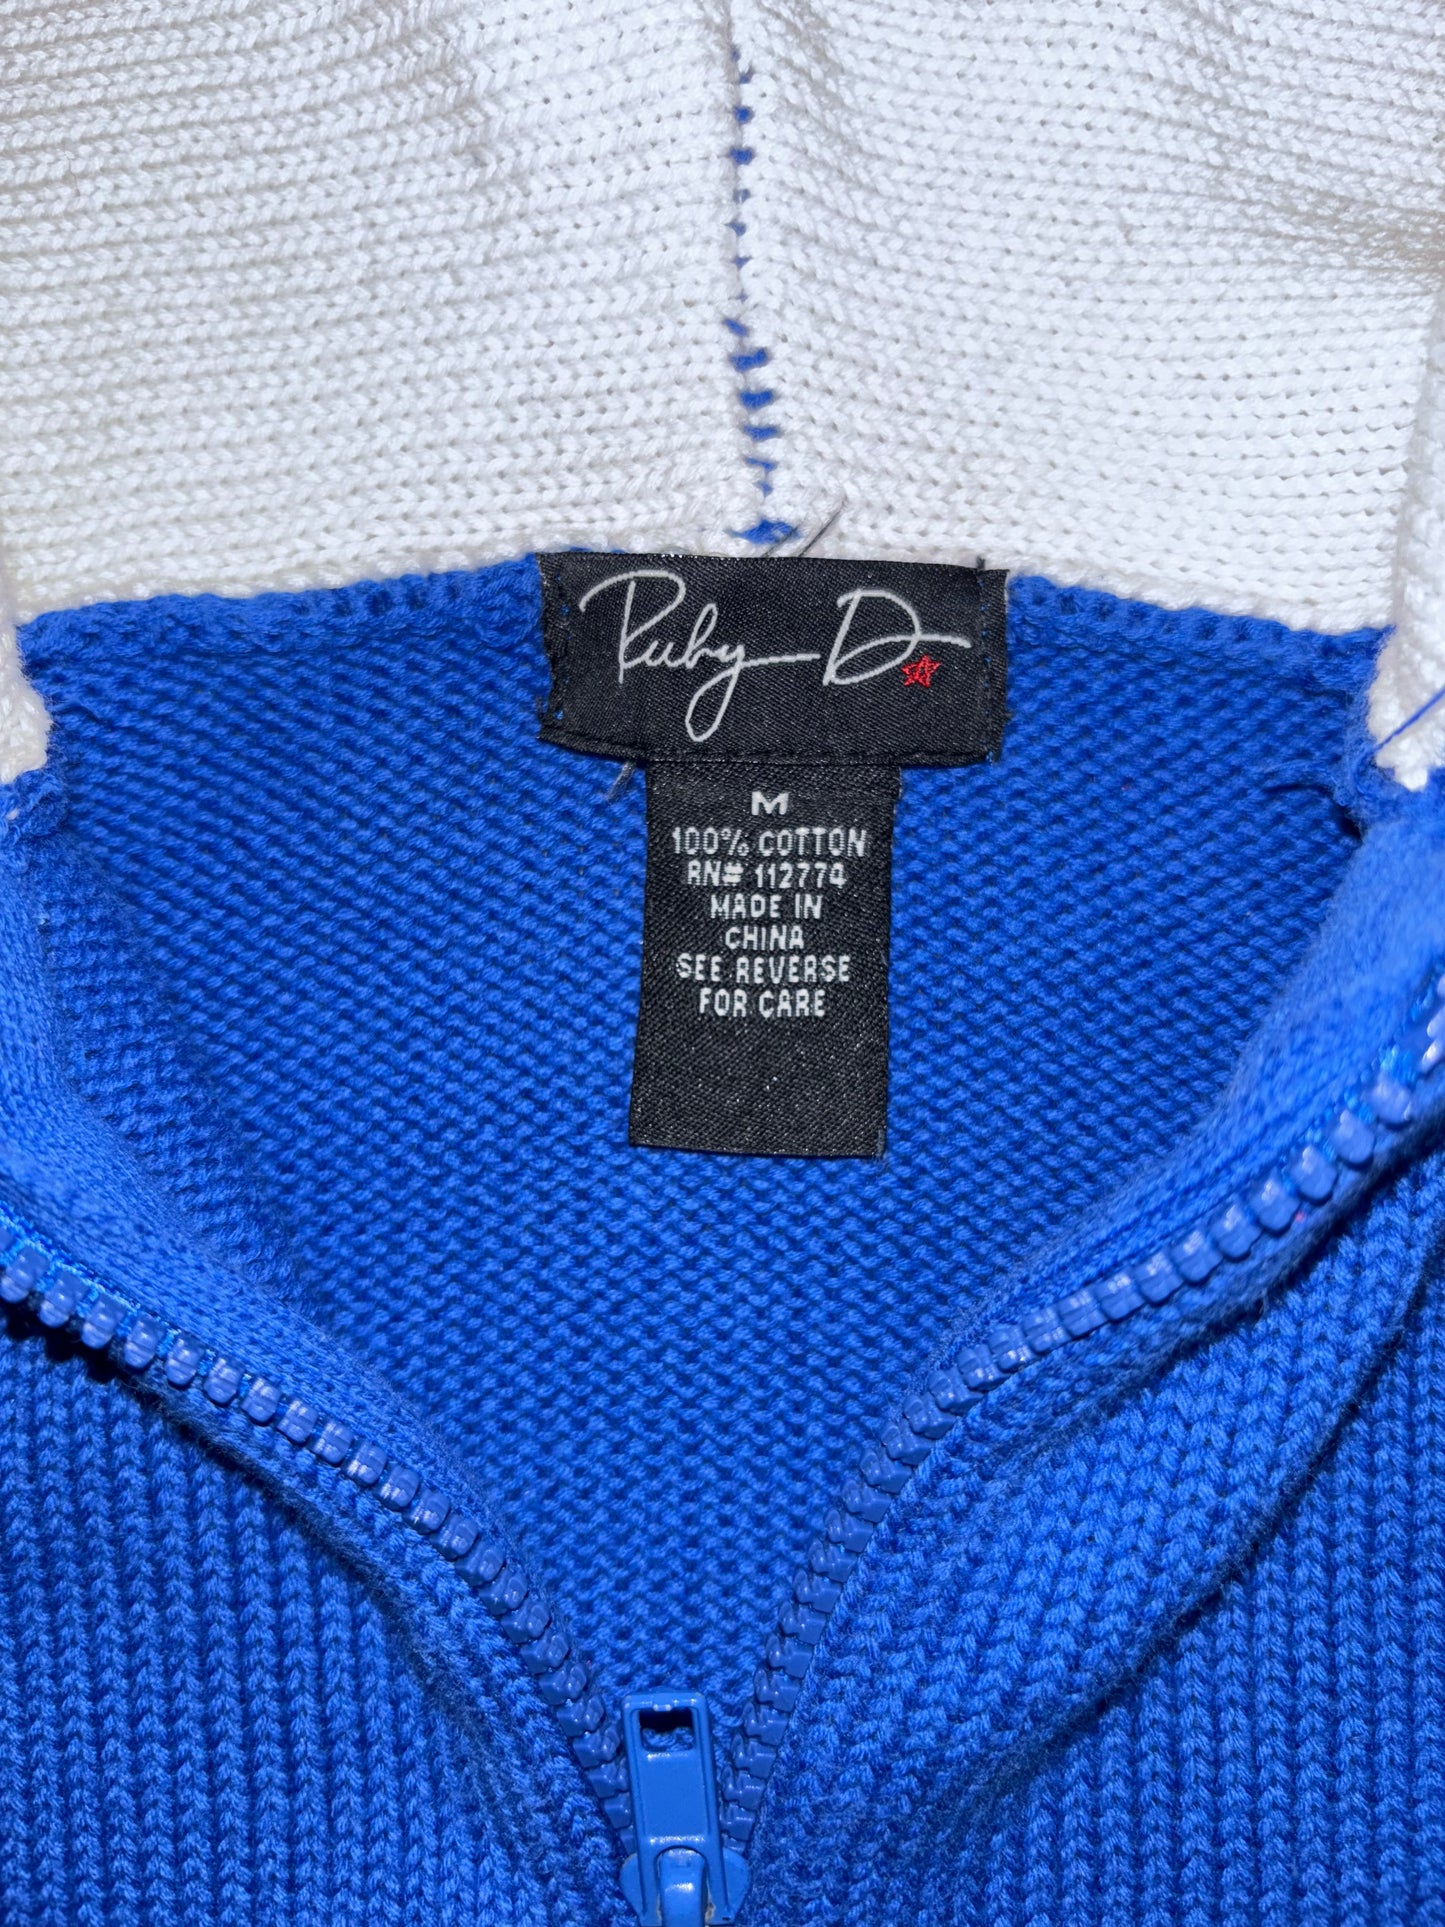 Ruby D
M
100% COTTON
RN# 112774
MADE IN
CHINA
SEE REVERSE
FOR CARE